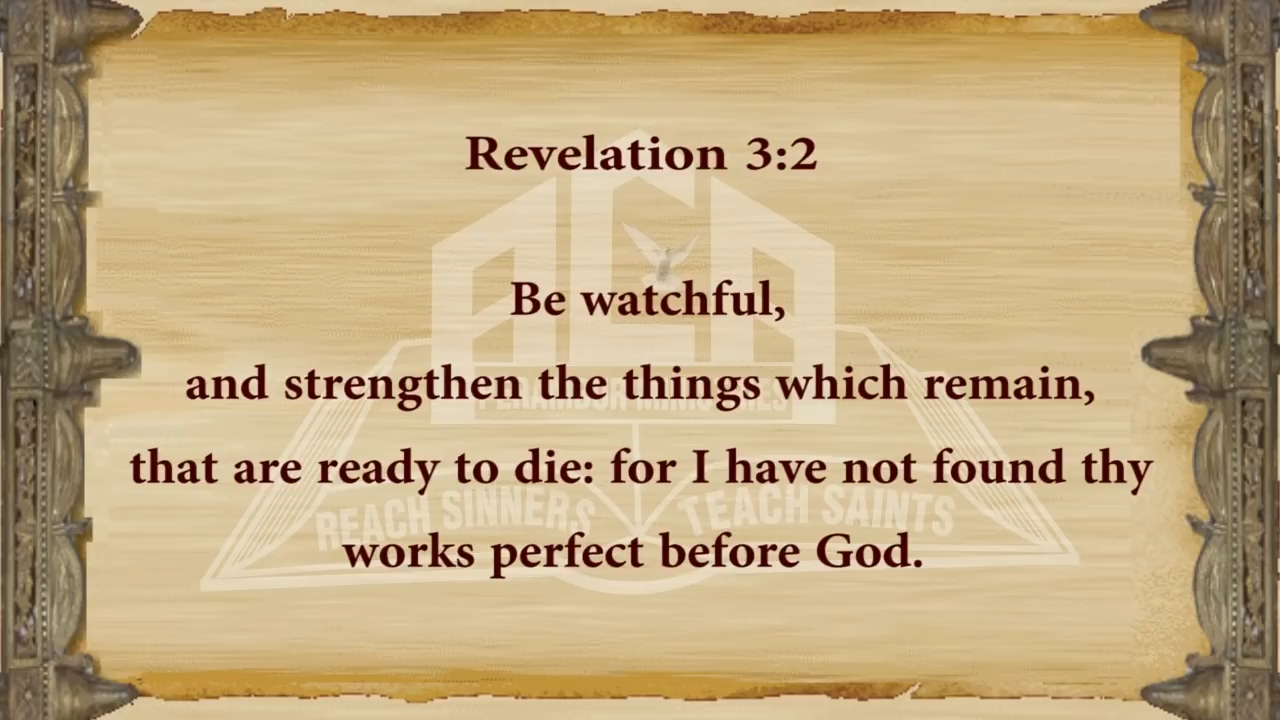 Revelation 3:2
Be watchful,
and strengthen the things which remain,
that are ready to die: for I have not found thy
works perfect before God.
REACH SINNERS TEACH SAINTS